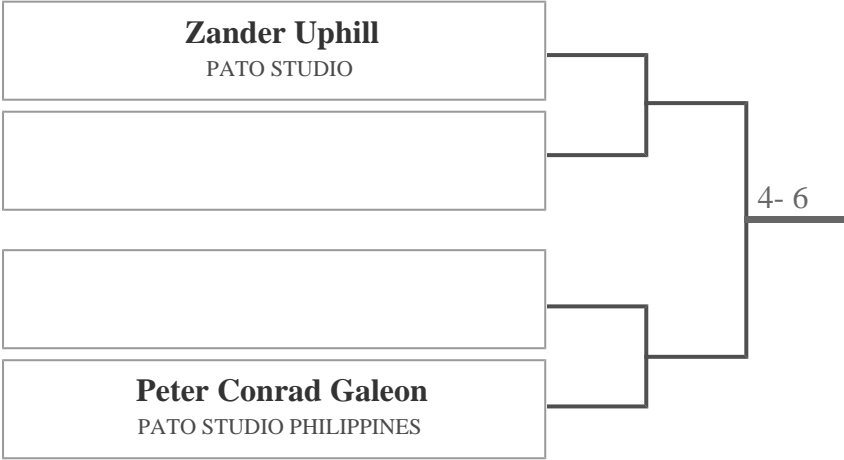 Zander Uphill
PATO STUDIO
4- 6
Peter Conrad Galeon
PATO STUDIO PHILIPPINES